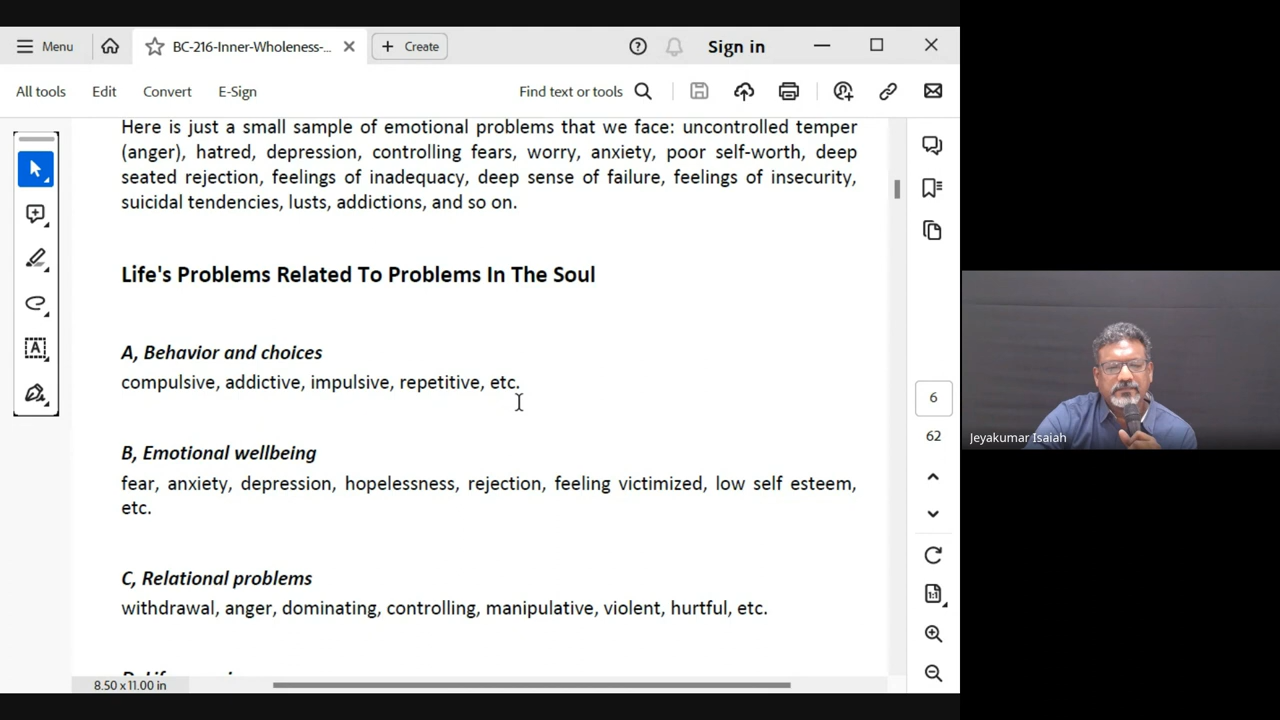 Menu
BC-216-Inner-Wholeness-...
Create
Sign in
All tools
Edit
Convert
E-Sign
Find text or tools
Here is just a small sample of emotional problems that we face: uncontrolled temper
(anger), hatred, depression, controlling fears, worry, anxiety, poor self-worth, deep
seated rejection, feelings of inadequacy, deep sense of failure, feelings of insecurity,
suicidal tendencies, lusts, addictions, and so on.
Life's Problems Related To Problems In The Soul
A, Behavior and choices
compulsive, addictive, impulsive, repetitive, etc.
B, Emotional wellbeing
fear, anxiety, depression, hopelessness, rejection, feeling victimized, low self esteem,
etc.
C, Relational problems
withdrawal, anger, dominating, controlling, manipulative, violent, hurtful, etc.
8.50 x 11.00 in
6
62
1:1
Jeyakumar Isaiah